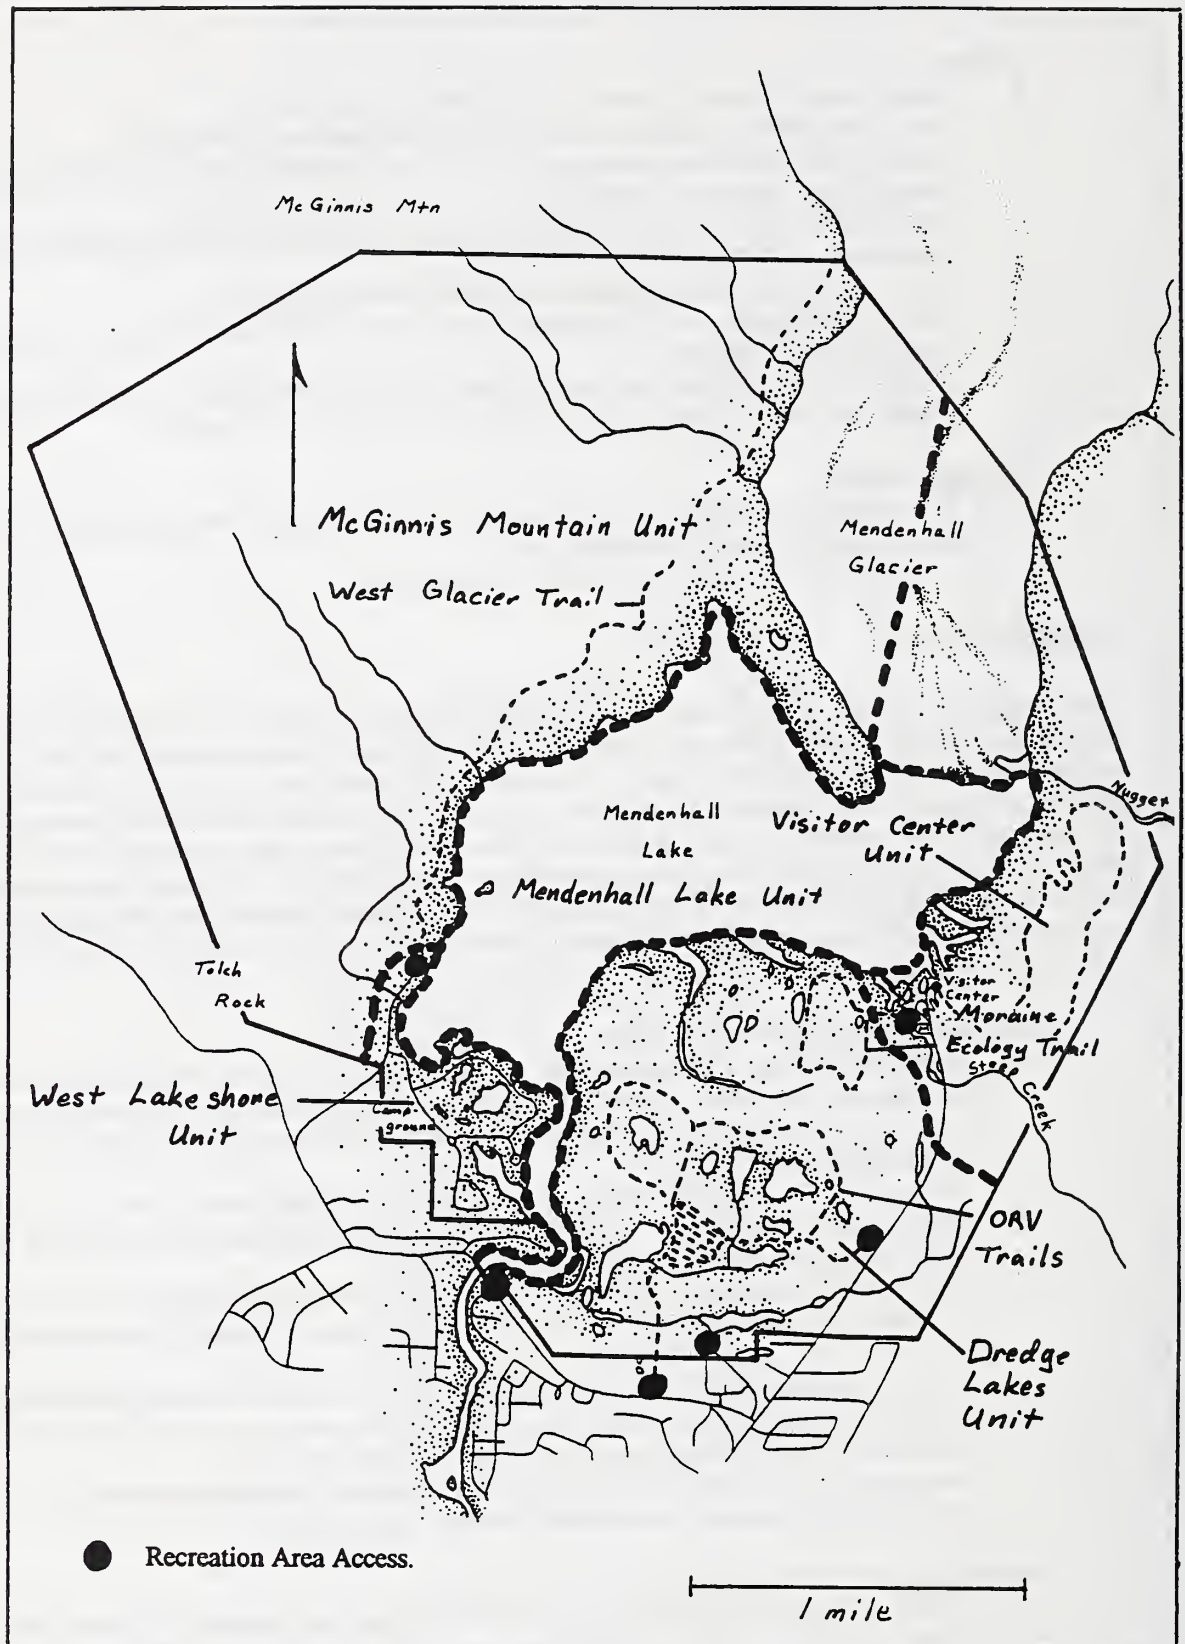 McGinnis Mtn
McGinnis Mountain Unit
Mendenhall
Glacier
West Glacier Trail
Nugget
Mendenhall
Lake
Visitor Center
Unit
Mendenhall Lake Unit
Tolch
Rock
Visitor
Center
Moraine
Ecology Trail
Steep
Creek
West Lakeshore
Unit
Camp
ground
ORV
Trails
Dredge
Lakes
Unit
Recreation Area Access.
1 mile